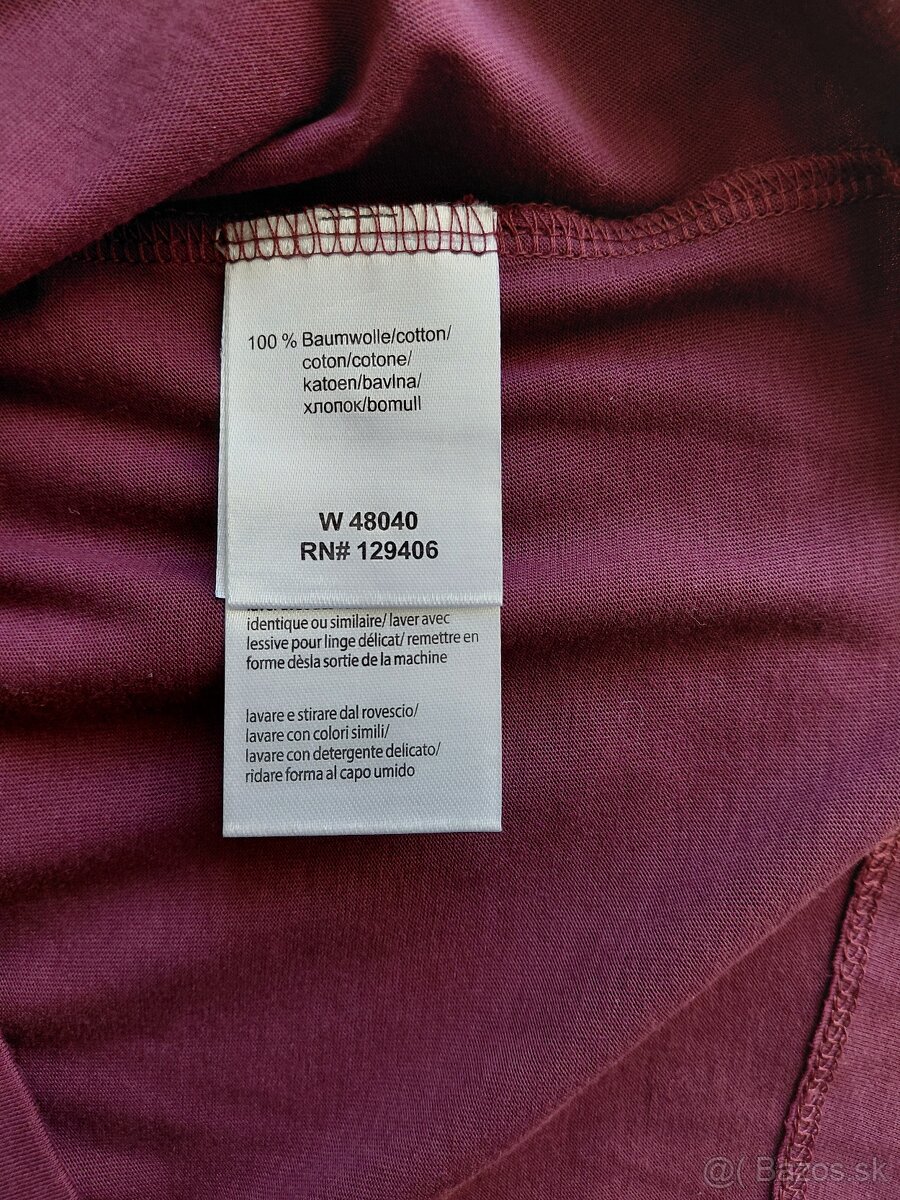 100 % Baumwolle/cotton/
coton/cotone/
katoen/bavlna/
хлопок/bomull
W 48040
RN# 129406
identique ou similaire/ laver avec
lessive pour linge délicat/ remettre en
forme dèsla sortie de la machine
lavare e stirare dal rovescio/
lavare con colori simili/
lavare con detergente delicato/
ridare forma al capo umido
@( Bazos.sk